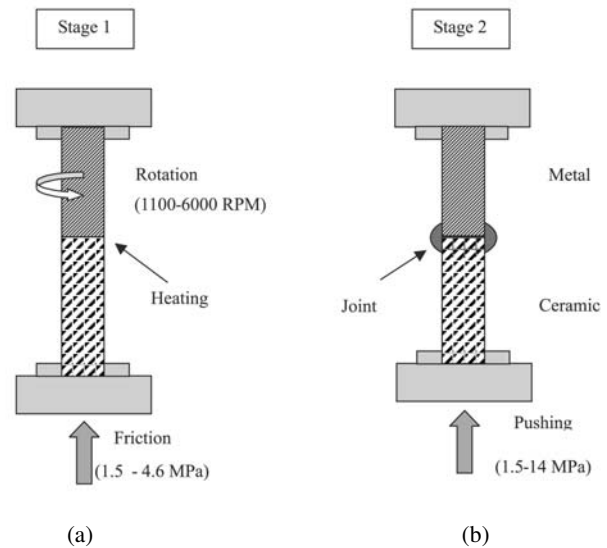 Stage 1
Rotation
(1100-6000 RPM)
Heating
Friction
(1.5 - 4.6 MPa)
(a)
Stage 2
Metal
Joint
Ceramic
Pushing
(1.5-14 MPa)
(b)